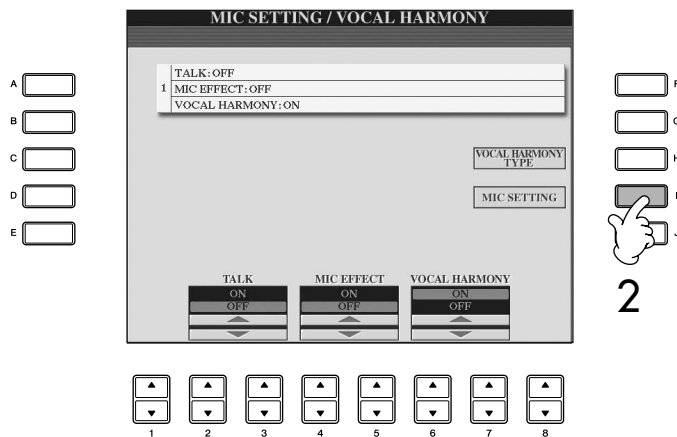 MIC SETTING / VOCAL HARMONY
TALK: OFF
1 MIC EFFECT: OFF
VOCAL HARMONY: ON
A
B
C
D
E
F
G
H
I
J
VOCAL HARMONY
TYPE
MIC SETTING
2
TALK MIC EFFECT VOCAL HARMONY
ON ON ON
OFF OFF OFF
1 2 3 4 5 6 7 8